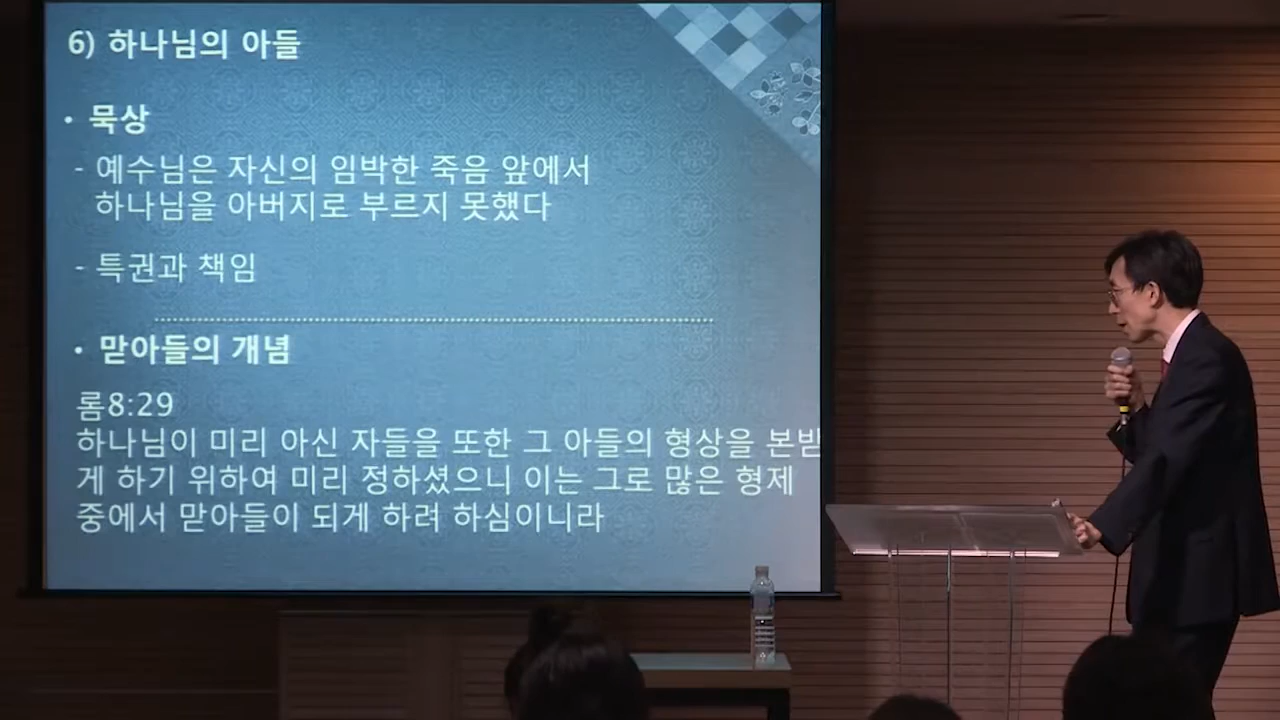 6) 하나님의 아들
• 묵상
- 예수님은 자신의 임박한 죽음 앞에서
하나님을 아버지로 부르지 못했다
- 특권과 책임
• 맏아들의 개념
롬8:29
하나님이 미리 아신 자들을 또한 그 아들의 형상을 본받
게 하기 위하여 미리 정하셨으니 이는 그로 많은 형제
중에서 맏아들이 되게 하려 하심이니라